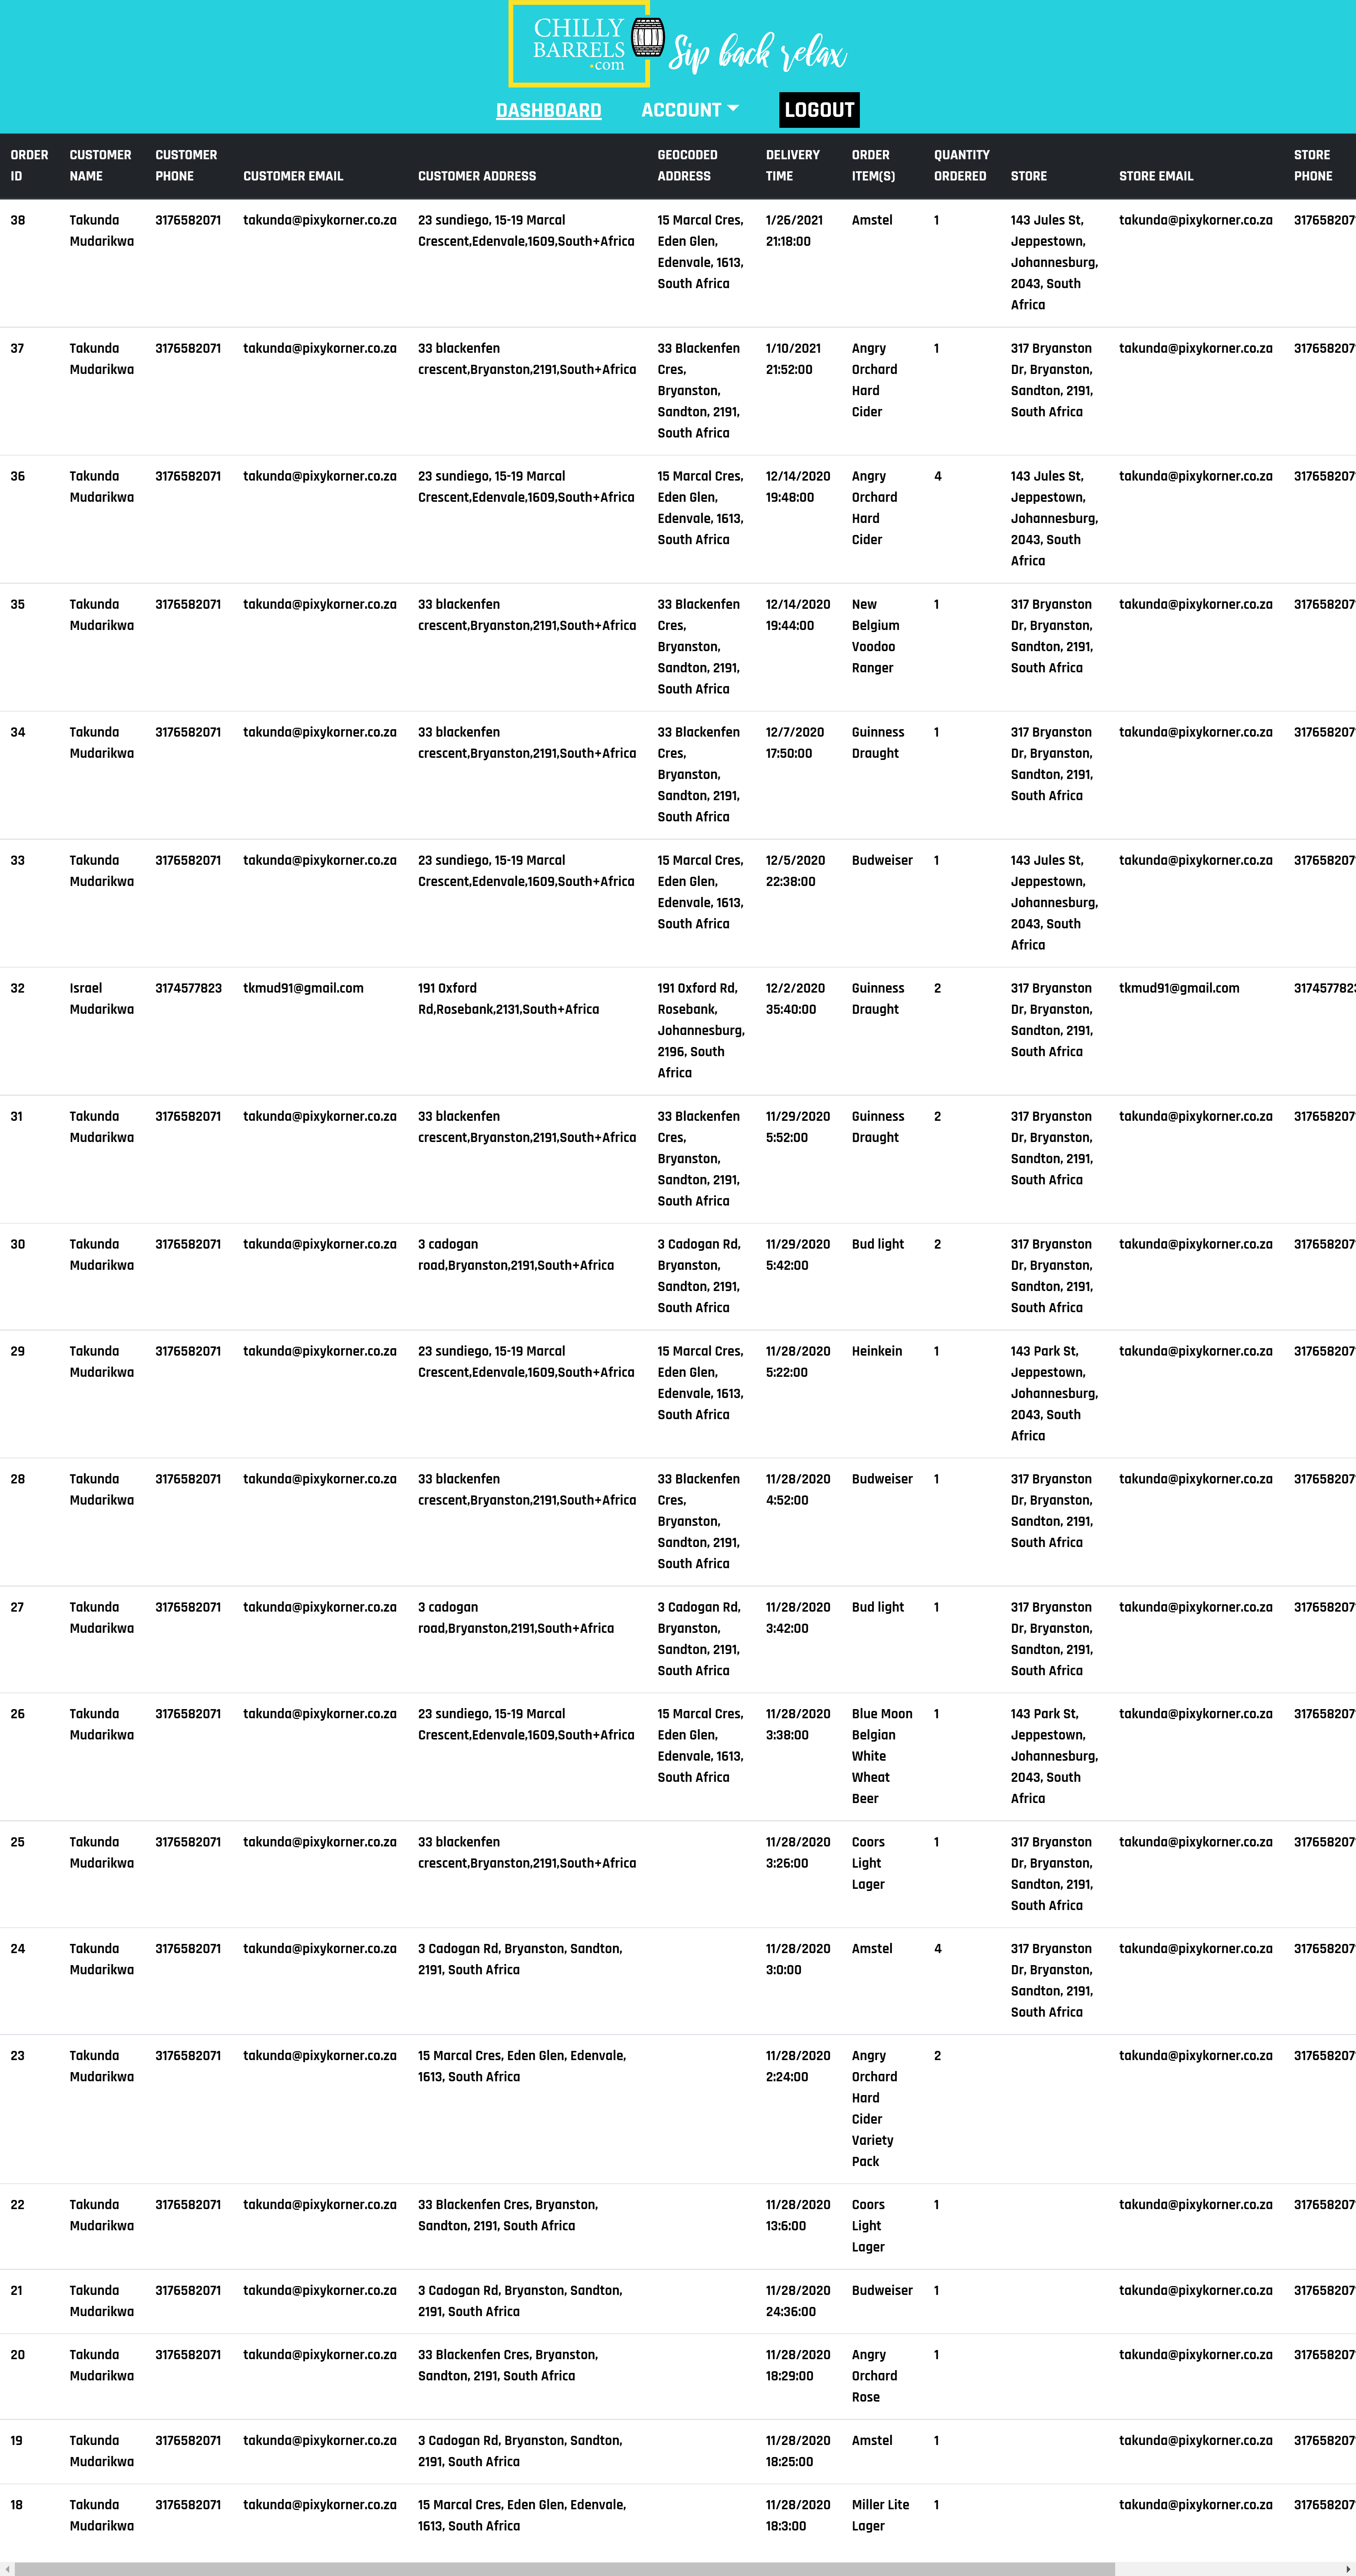 CHILLY
BARRELS
.com
Sip back relax
DASHBOARD ACCOUNT LOGOUT
ORDER CUSTOMER CUSTOMER GEOCODED DELIVERY ORDER QUANTITY STORE
ID NAME PHONE CUSTOMER EMAIL CUSTOMER ADDRESS ADDRESS TIME ITEM(S) ORDERED STORE STORE EMAIL PHONE
38 Takunda 3176582071 takunda@pixykorner.co.za 23 sundiego, 15-19 Marcal 15 Marcal Cres, 1/26/2021 Amstel 1 143 Jules St, takunda@pixykorner.co.za 317658207
Mudarikwa Crescent,Edenvale,1609,South+Africa Eden Glen, 21:18:00 Jeppestown,
Edenvale, 1613, Johannesburg,
South Africa 2043, South
Africa
37 Takunda 3176582071 takunda@pixykorner.co.za 33 blackenfen 33 Blackenfen 1/10/2021 Angry 1 317 Bryanston takunda@pixykorner.co.za 317658207
Mudarikwa crescent,Bryanston,2191,South+Africa Cres, 21:52:00 Orchard Dr, Bryanston,
Bryanston, Hard Sandton, 2191,
Sandton, 2191, Cider South Africa
South Africa
36 Takunda 3176582071 takunda@pixykorner.co.za 23 sundiego, 15-19 Marcal 15 Marcal Cres, 12/14/2020 Angry 4 143 Jules St, takunda@pixykorner.co.za 317658207
Mudarikwa Crescent,Edenvale,1609,South+Africa Eden Glen, 19:48:00 Orchard Jeppestown,
Edenvale, 1613, Hard Johannesburg,
South Africa Cider 2043, South
Africa
35 Takunda 3176582071 takunda@pixykorner.co.za 33 blackenfen 33 Blackenfen 12/14/2020 New 1 317 Bryanston takunda@pixykorner.co.za 317658207
Mudarikwa crescent,Bryanston,2191,South+Africa Cres, 19:44:00 Belgium Dr, Bryanston,
Bryanston, Voodoo Sandton, 2191,
Sandton, 2191, Ranger South Africa
South Africa
34 Takunda 3176582071 takunda@pixykorner.co.za 33 blackenfen 33 Blackenfen 12/7/2020 Guinness 1 317 Bryanston takunda@pixykorner.co.za 317658207
Mudarikwa crescent,Bryanston,2191,South+Africa Cres, 17:50:00 Draught Dr, Bryanston,
Bryanston, Sandton, 2191,
Sandton, 2191, South Africa
South Africa
33 Takunda 3176582071 takunda@pixykorner.co.za 23 sundiego, 15-19 Marcal 15 Marcal Cres, 12/5/2020 Budweiser 1 143 Jules St, takunda@pixykorner.co.za 317658207
Mudarikwa Crescent,Edenvale,1609,South+Africa Eden Glen, 22:38:00 Jeppestown,
Edenvale, 1613, Johannesburg,
South Africa 2043, South
Africa
32 Israel 3174577823 tkmud91@gmail.com 191 Oxford 191 Oxford Rd, 12/2/2020 Guinness 2 317 Bryanston tkmud91@gmail.com 317457782
Mudarikwa Rd,Rosebank,2131,South+Africa Rosebank, 35:40:00 Draught Dr, Bryanston,
Johannesburg, Sandton, 2191,
2196, South South Africa
Africa
31 Takunda 3176582071 takunda@pixykorner.co.za 33 blackenfen 33 Blackenfen 11/29/2020 Guinness 2 317 Bryanston takunda@pixykorner.co.za 317658207
Mudarikwa crescent,Bryanston,2191,South+Africa Cres, 5:52:00 Draught Dr, Bryanston,
Bryanston, Sandton, 2191,
Sandton, 2191, South Africa
South Africa
30 Takunda 3176582071 takunda@pixykorner.co.za 3 cadogan 3 Cadogan Rd, 11/29/2020 Bud light 2 317 Bryanston takunda@pixykorner.co.za 317658207
Mudarikwa road,Bryanston,2191,South+Africa Bryanston, 5:42:00 Dr, Bryanston,
Sandton, 2191, Sandton, 2191,
South Africa South Africa
29 Takunda 3176582071 takunda@pixykorner.co.za 23 sundiego, 15-19 Marcal 15 Marcal Cres, 11/28/2020 Heinkein 1 143 Park St, takunda@pixykorner.co.za 317658207
Mudarikwa Crescent,Edenvale,1609,South+Africa Eden Glen, 5:22:00 Jeppestown,
Edenvale, 1613, Johannesburg,
South Africa 2043, South
Africa
28 Takunda 3176582071 takunda@pixykorner.co.za 33 blackenfen 33 Blackenfen 11/28/2020 Budweiser 1 317 Bryanston takunda@pixykorner.co.za 317658207
Mudarikwa crescent,Bryanston,2191,South+Africa Cres, 4:52:00 Dr, Bryanston,
Bryanston, Sandton, 2191,
Sandton, 2191, South Africa
South Africa
27 Takunda 3176582071 takunda@pixykorner.co.za 3 cadogan 3 Cadogan Rd, 11/28/2020 Bud light 1 317 Bryanston takunda@pixykorner.co.za 317658207
Mudarikwa road,Bryanston,2191,South+Africa Bryanston, 3:42:00 Dr, Bryanston,
Sandton, 2191, Sandton, 2191,
South Africa South Africa
26 Takunda 3176582071 takunda@pixykorner.co.za 23 sundiego, 15-19 Marcal 15 Marcal Cres, 11/28/2020 Blue Moon 1 143 Park St, takunda@pixykorner.co.za 317658207
Mudarikwa Crescent,Edenvale,1609,South+Africa Eden Glen, 3:38:00 Belgian Jeppestown,
Edenvale, 1613, White Johannesburg,
South Africa Wheat 2043, South
Beer Africa
25 Takunda 3176582071 takunda@pixykorner.co.za 33 blackenfen 11/28/2020 Coors 1 317 Bryanston takunda@pixykorner.co.za 317658207
Mudarikwa crescent,Bryanston,2191,South+Africa 3:26:00 Light Dr, Bryanston,
Lager Sandton, 2191,
South Africa
24 Takunda 3176582071 takunda@pixykorner.co.za 3 Cadogan Rd, Bryanston, Sandton, 11/28/2020 Amstel 4 317 Bryanston takunda@pixykorner.co.za 317658207
Mudarikwa 2191, South Africa 3:0:00 Dr, Bryanston,
Sandton, 2191,
South Africa
23 Takunda 3176582071 takunda@pixykorner.co.za 15 Marcal Cres, Eden Glen, Edenvale, 11/28/2020 Angry 2 takunda@pixykorner.co.za 317658207
Mudarikwa 1613, South Africa 2:24:00 Orchard
Hard
Cider
Variety
Pack
22 Takunda 3176582071 takunda@pixykorner.co.za 33 Blackenfen Cres, Bryanston, 11/28/2020 Coors 1 takunda@pixykorner.co.za 317658207
Mudarikwa Sandton, 2191, South Africa 13:6:00 Light
Lager
21 Takunda 3176582071 takunda@pixykorner.co.za 3 Cadogan Rd, Bryanston, Sandton, 11/28/2020 Budweiser 1 takunda@pixykorner.co.za 317658207
Mudarikwa 2191, South Africa 24:36:00
20 Takunda 3176582071 takunda@pixykorner.co.za 33 Blackenfen Cres, Bryanston, 11/28/2020 Angry 1 takunda@pixykorner.co.za 317658207
Mudarikwa Sandton, 2191, South Africa 18:29:00 Orchard
Rose
19 Takunda 3176582071 takunda@pixykorner.co.za 3 Cadogan Rd, Bryanston, Sandton, 11/28/2020 Amstel 1 takunda@pixykorner.co.za 317658207
Mudarikwa 2191, South Africa 18:25:00
18 Takunda 3176582071 takunda@pixykorner.co.za 15 Marcal Cres, Eden Glen, Edenvale, 11/28/2020 Miller Lite 1 takunda@pixykorner.co.za 317658207
Mudarikwa 1613, South Africa 18:3:00 Lager